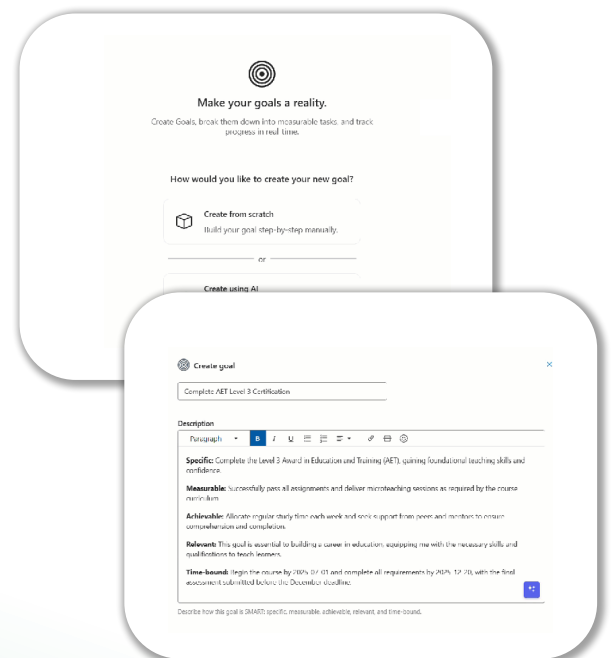 Make your goals a reality.
Create Goals, break them down into measurable tasks, and track
progress in real time.
How would you like to create your new goal?
Create from scratch
Build your goal step-by-step manually.
or
Create using AI
Create goal
Complete AET Level 3 Certification
Description
Paragraph B I U
Specific: Complete the Level 3 Award in Education and Training (AET), gaining foundational teaching skills and
confidence.
Measurable: Successfully pass all assignments and deliver microteaching sessions as required by the course
curriculum.
Achievable: Allocate regular study time each week and seek support from peers and mentors to ensure
comprehension and completion.
Relevant: This goal is essential to building a career in education, equipping me with the necessary skills and
qualifications to teach learners.
Time-bound: Begin the course by 2025-07-01 and complete all requirements by 2025-12-20, with the final
assessment submitted before the December deadline.
Describe how this goal is SMART: specific, measurable, achievable, relevant, and time-bound.